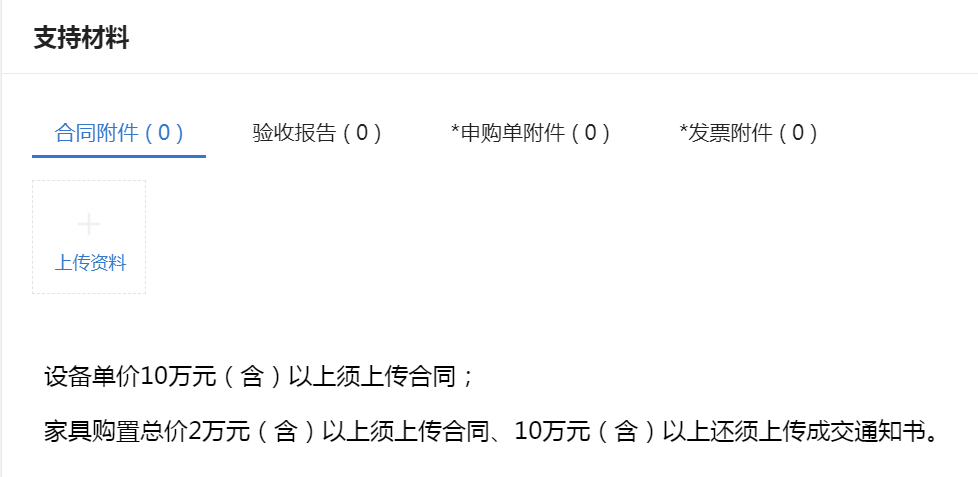 支持材料
合同附件 ( 0 ) 验收报告 ( 0 ) *申购单附件 ( 0 ) *发票附件 ( 0 )
上传资料
设备单价10万元（含）以上须上传合同；
家具购置总价2万元（含）以上须上传合同、10万元（含）以上还须上传成交通知书。